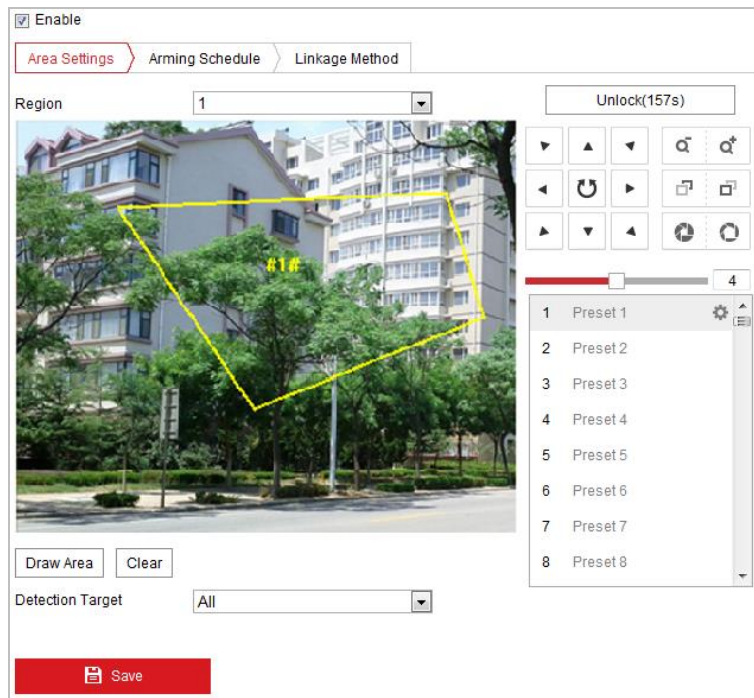 Enable
Area Settings
Arming Schedule
Linkage Method
Region
1
Unlock(157s)
#1#
4
1 Preset 1
2 Preset 2
3 Preset 3
4 Preset 4
5 Preset 5
6 Preset 6
7 Preset 7
8 Preset 8
Draw Area
Clear
Detection Target
All
Save